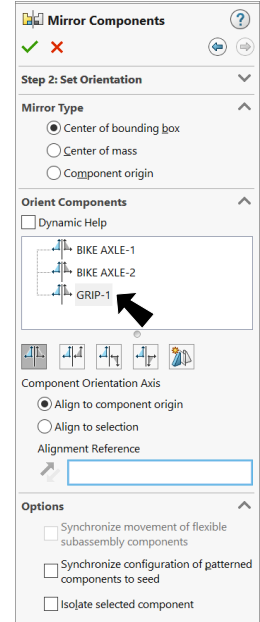 Mirror Components
?
Step 2: Set Orientation
Mirror Type
Center of bounding box
Center of mass
Component origin
Orient Components
Dynamic Help
BIKE AXLE-1
BIKE AXLE-2
GRIP-1
Component Orientation Axis
Align to component origin
Align to selection
Alignment Reference
Options
Synchronize movement of flexible
subassembly components
Synchronize configuration of patterned
components to seed
Isolate selected component